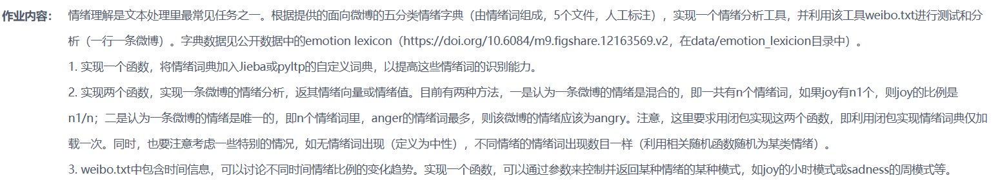 作业内容： 情绪理解是文本处理里最常见任务之一。根据提供的面向微博的五分类情绪字典（由情绪词组成，5个文件，人工标注），实现一个情绪分析工具，并利用该工具weibo.txt进行测试和分
析（一行一条微博）。字典数据见公开数据中的emotion lexicon（https://doi.org/10.6084/m9.figshare.12163569.v2，在data/emotion_lexicion目录中）。
1. 实现一个函数，将情绪词典加入Jieba或pyltp的自定义词典，以提高这些情绪词的识别能力。
2. 实现两个函数，实现一条微博的情绪分析，返其情绪向量或情绪值。目前有两种方法，一是认为一条微博的情绪是混合的，即一共有n个情绪词，如果joy有n1个，则joy的比例是
n1/n；二是认为一条微博的情绪是唯一的，即n个情绪词里，anger的情绪词最多，则该微博的情绪应该为angry。注意，这里要求用闭包实现这两个函数，即利用闭包实现情绪词典仅加
载一次。同时，也要注意考虑一些特别的情况，如无情绪词出现（定义为中性），不同情绪的情绪词出现数目一样（利用相关随机函数随机为某类情绪）。
3. weibo.txt中包含时间信息，可以讨论不同时间情绪比例的变化趋势。实现一个函数，可以通过参数来控制并返回某种情绪的某种模式，如joy的小时模式或sadness的周模式等。